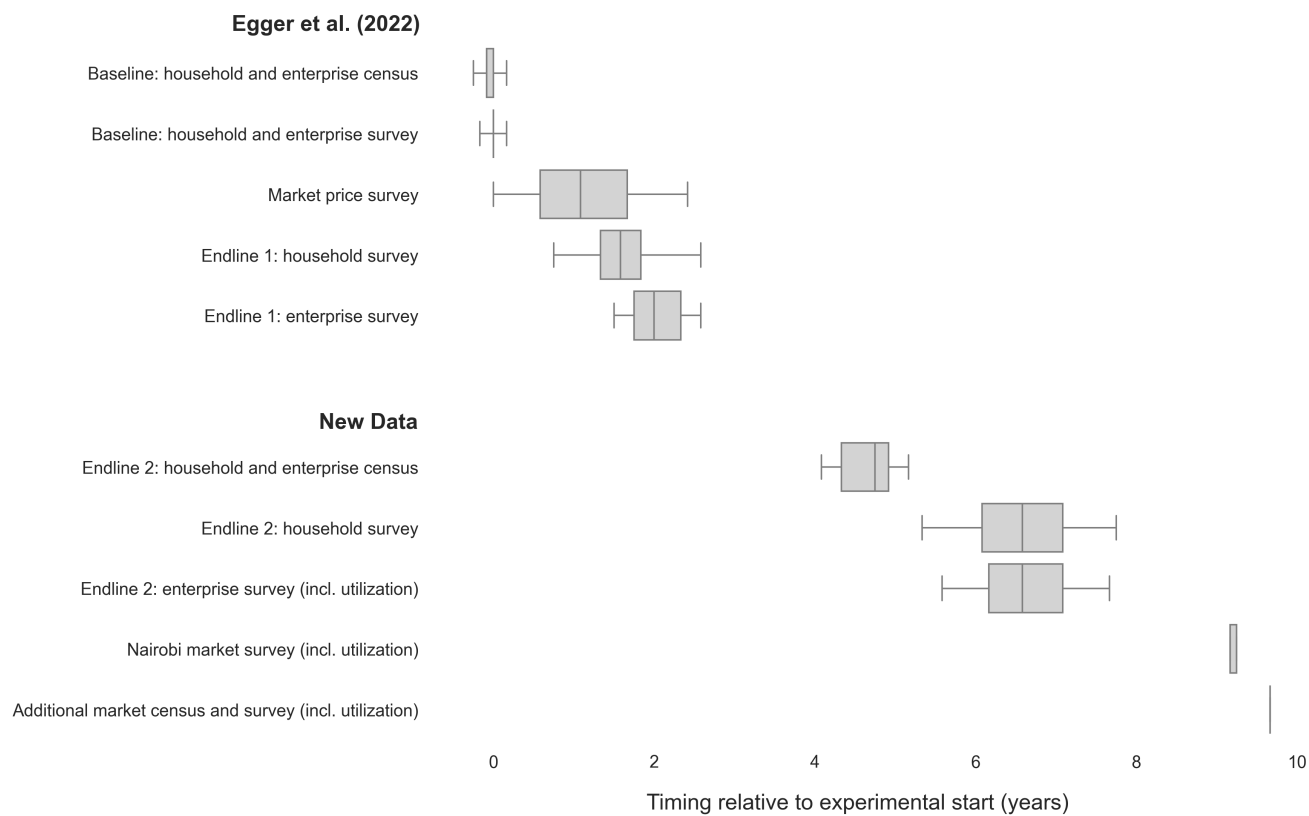 Egger et al. (2022)
Baseline: household and enterprise census
Baseline: household and enterprise survey
Market price survey
Endline 1: household survey
Endline 1: enterprise survey
New Data
Endline 2: household and enterprise census
Endline 2: household survey
Endline 2: enterprise survey (incl. utilization)
Nairobi market survey (incl. utilization)
Additional market census and survey (incl. utilization)
0 2 4 6 8 10
Timing relative to experimental start (years)